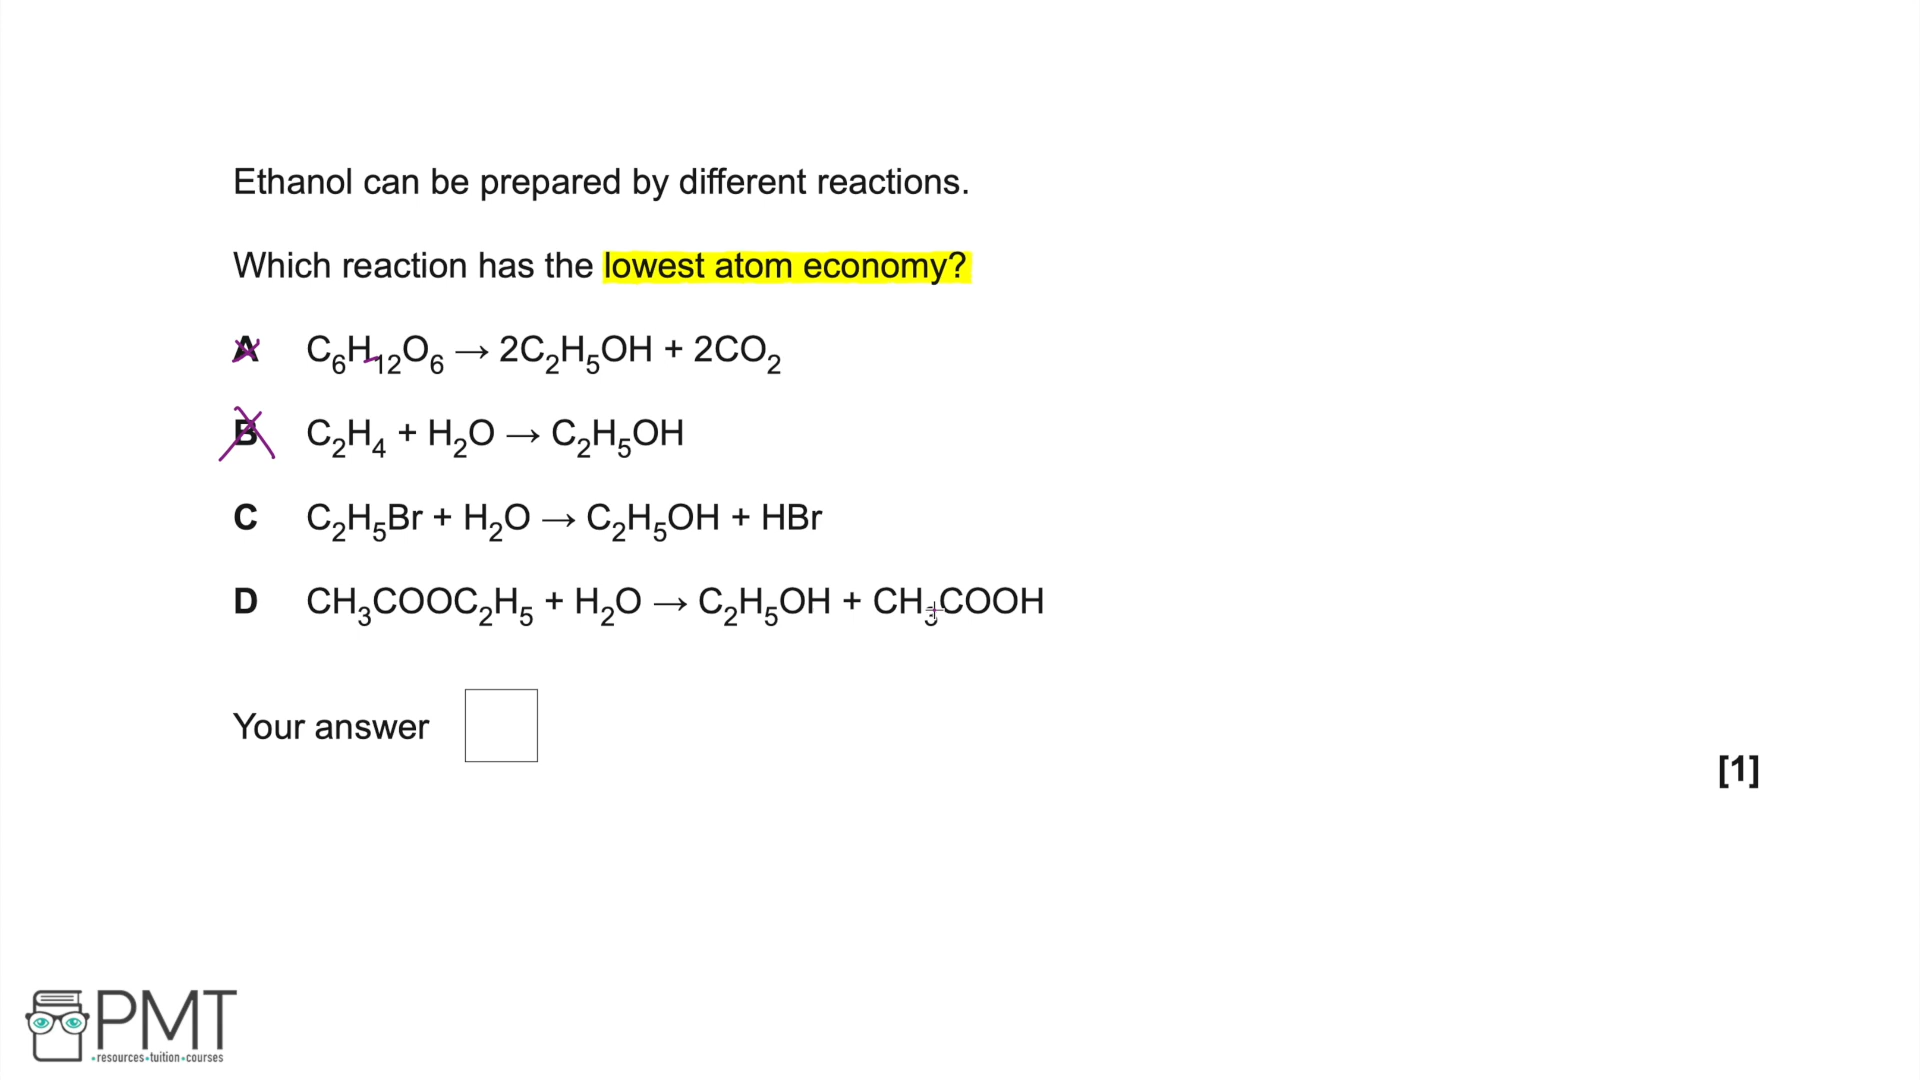 Ethanol can be prepared by different reactions.
Which reaction has the lowest atom economy?
A C₆H₁₂O₆ → 2C₂H₅OH + 2CO₂
B C₂H₄ + H₂O → C₂H₅OH
C C₂H₅Br + H₂O → C₂H₅OH + HBr
D CH₃COOC₂H₅ + H₂O → C₂H₅OH + CH₃COOH
Your answer
[1]
PMT
•resources•tuition•courses